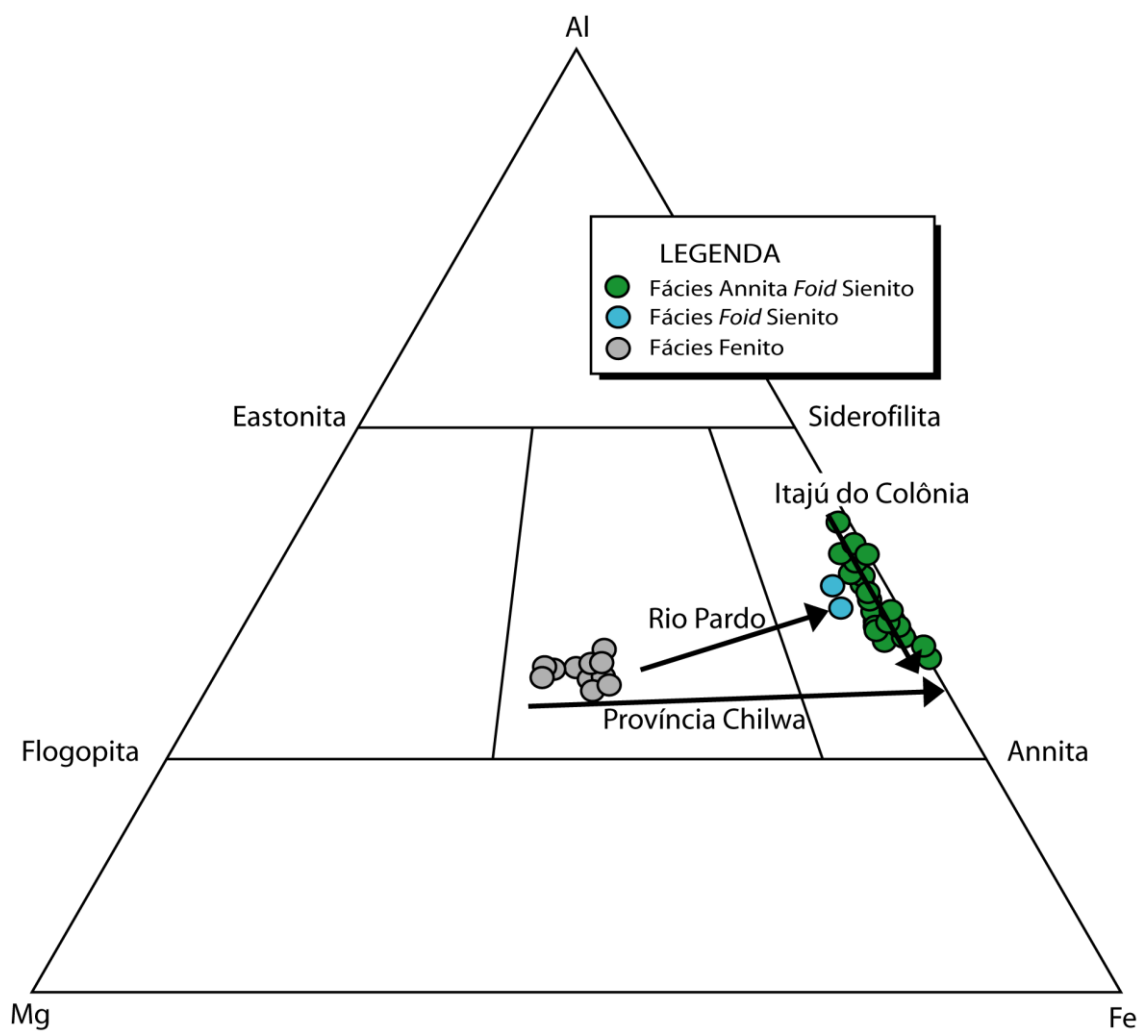 Al
LEGENDA
Fácies Annita Foid Sienito
Fácies Foid Sienito
Fácies Fenito
Eastonita
Siderofilita
Itajú do Colônia
Rio Pardo
Província Chilwa
Flogopita
Annita
Mg
Fe